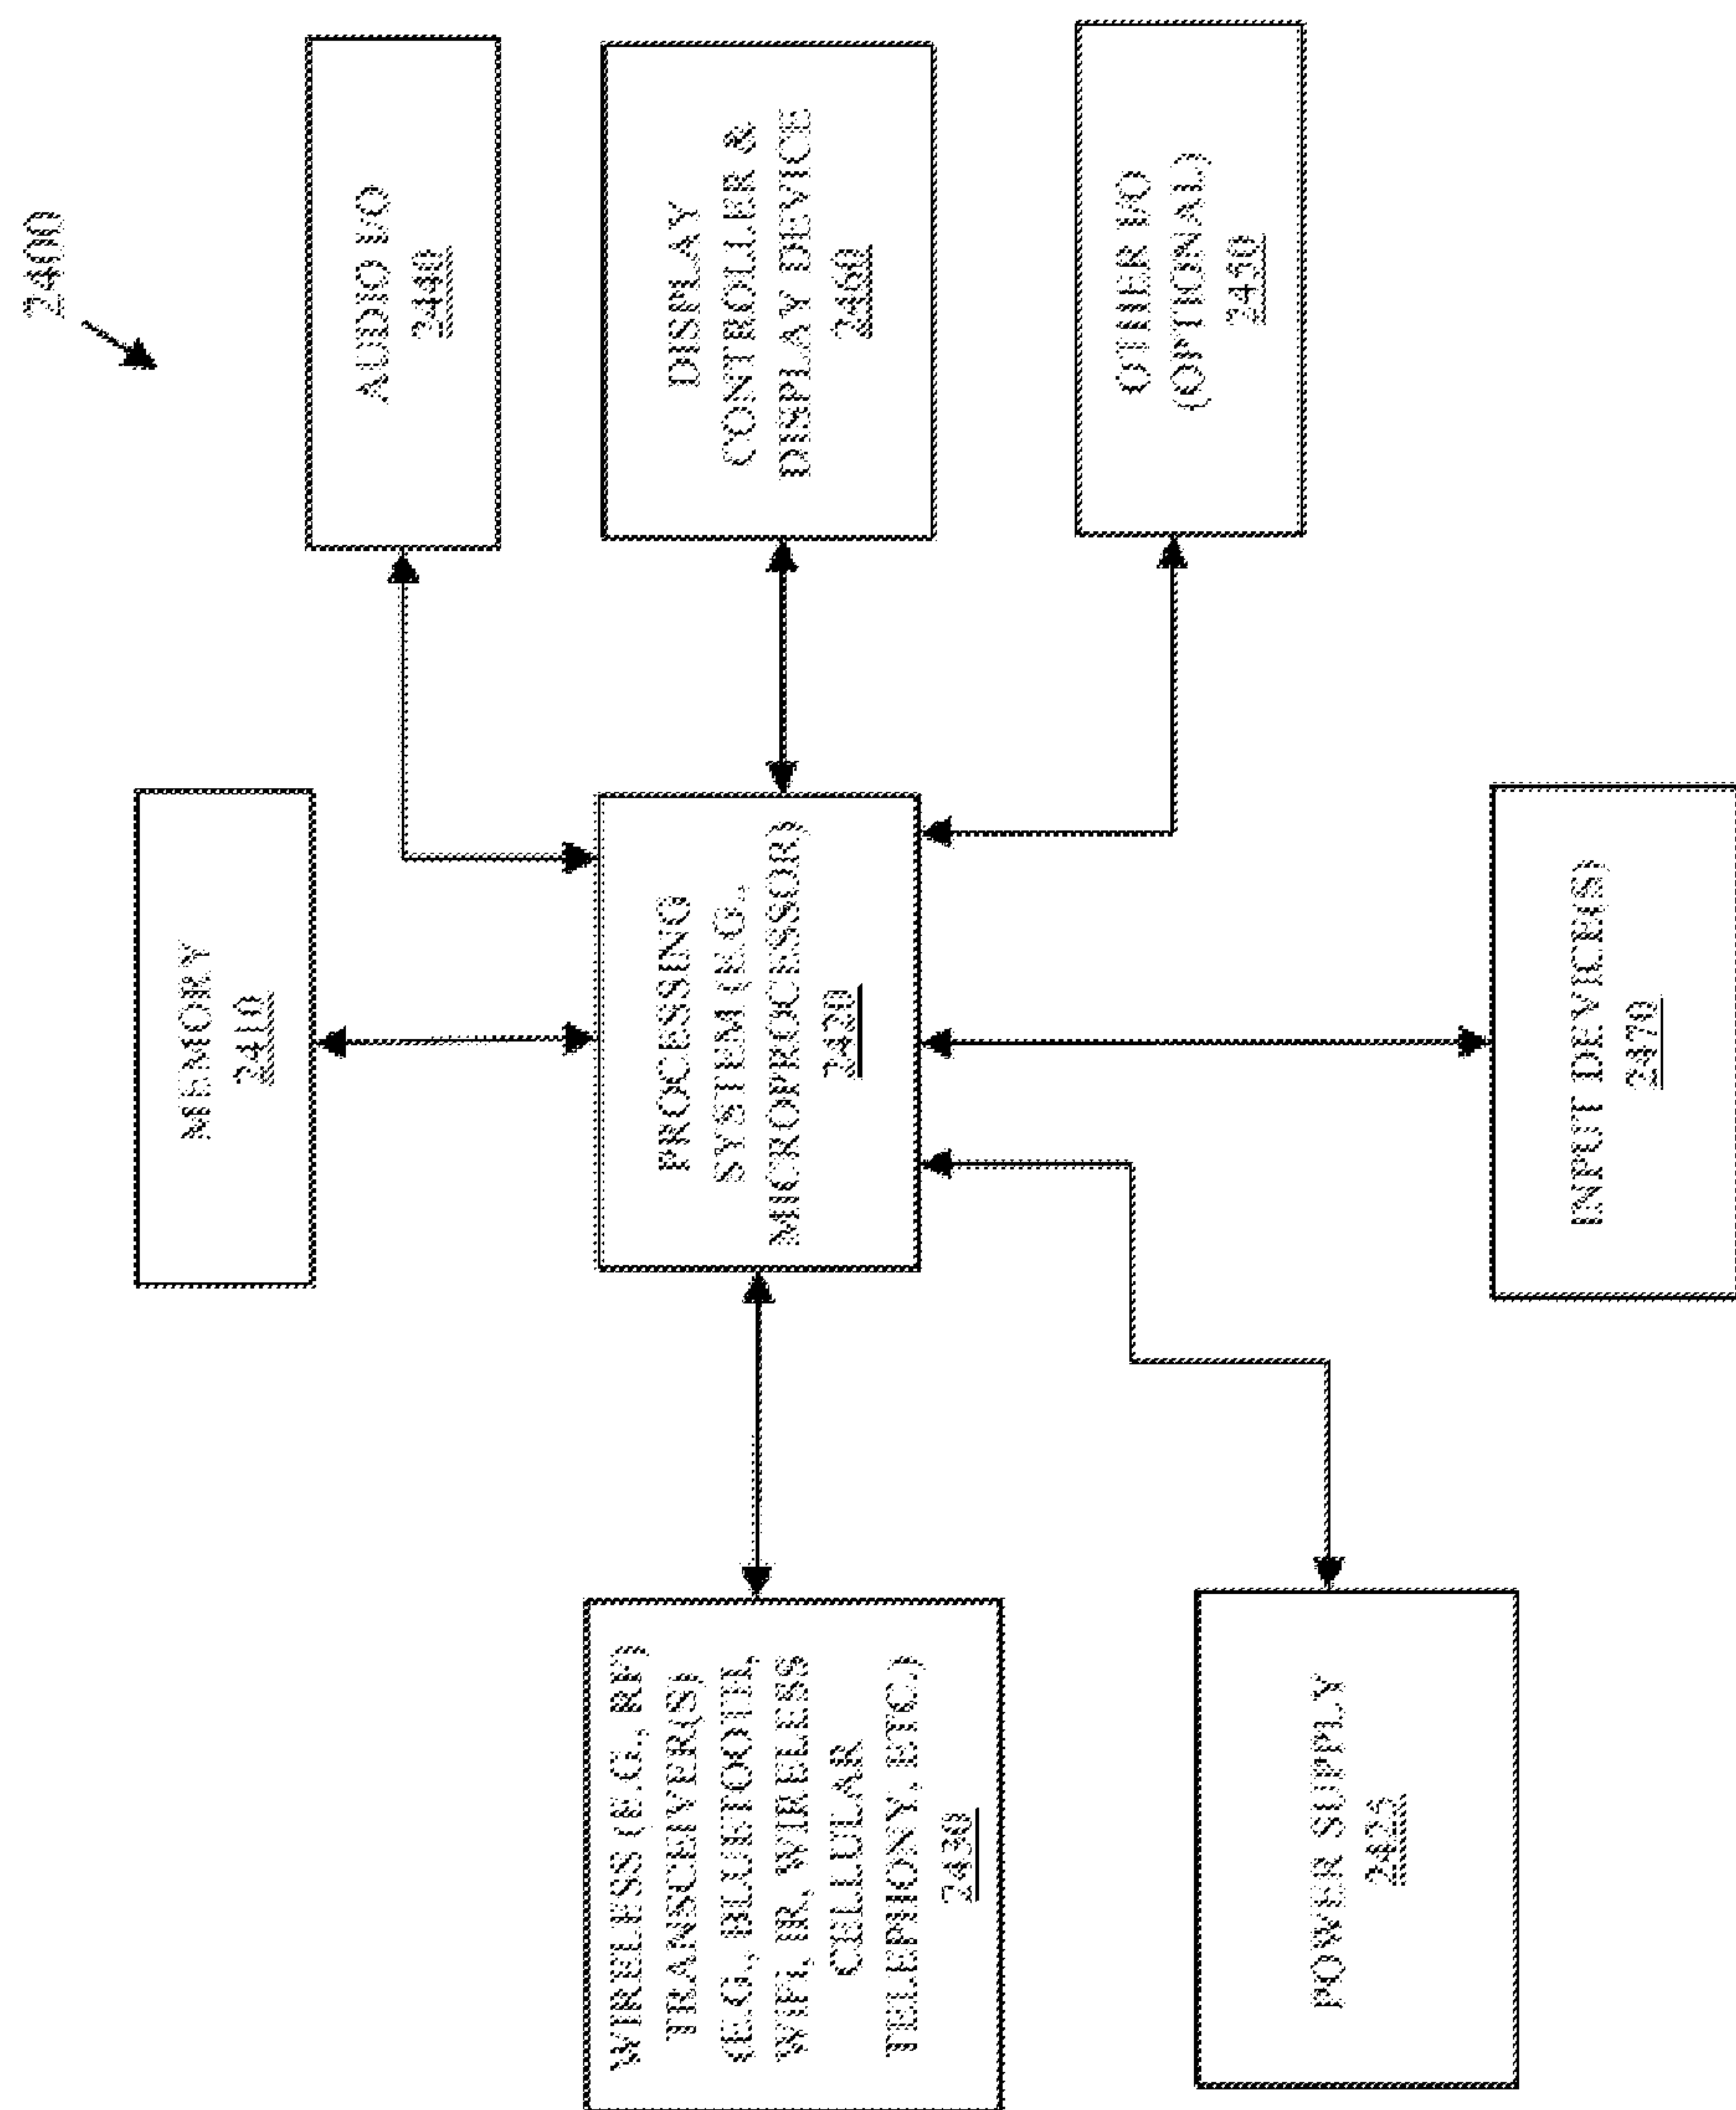 2400
MEMORY
2410
AUDIO I/O
2440
WIRELESS (E.G., RF)
TRANSCEIVER(S)
(E.G., BLUETOOTH,
WIFI, IR, WIRELESS
CELLULAR
TELEPHONY, ETC.)
2430
PROCESSING
SYSTEM (E.G.,
MICROPROCESSOR)
2420
DISPLAY
CONTROLLER &
DISPLAY DEVICE
2460
OTHER I/O
(OPTIONAL)
2450
POWER SUPPLY
2425
INPUT DEVICE(S)
2470